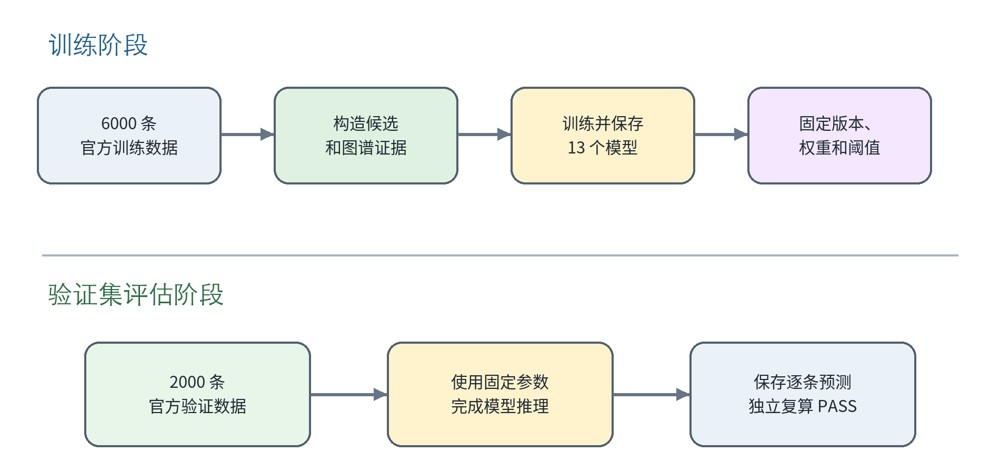 训练阶段
6000 条
官方训练数据
构造候选
和图谱证据
训练并保存
13 个模型
固定版本、
权重和阈值
验证集评估阶段
2000 条
官方验证数据
使用固定参数
完成模型推理
保存逐条预测
独立复算 PASS